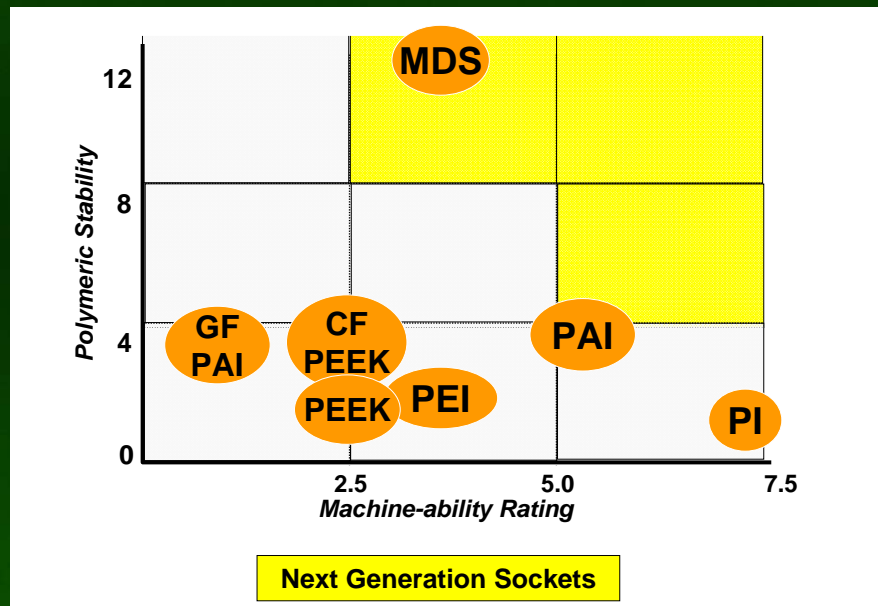 MDS
12
8
4
0
Polymeric Stability
GF
PAI
CF
PEEK
PEEK
PEI
PAI
PI
2.5
5.0
7.5
Machine-ability Rating
Next Generation Sockets